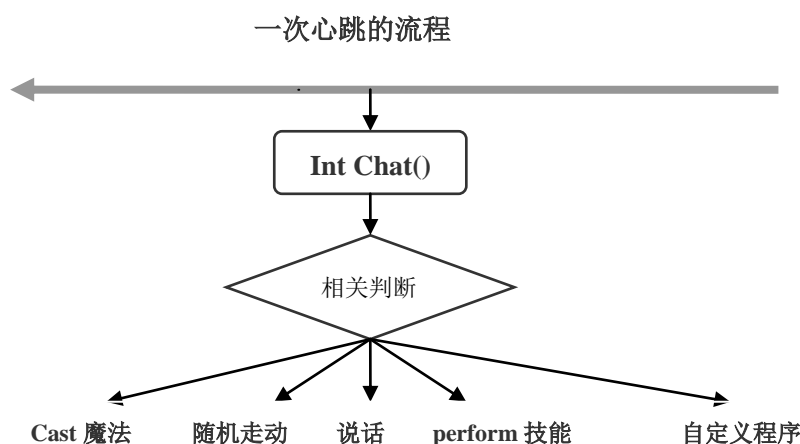 一次心跳的流程
Int Chat()
相关判断
Cast 魔法 随机走动 说话 perform 技能 自定义程序